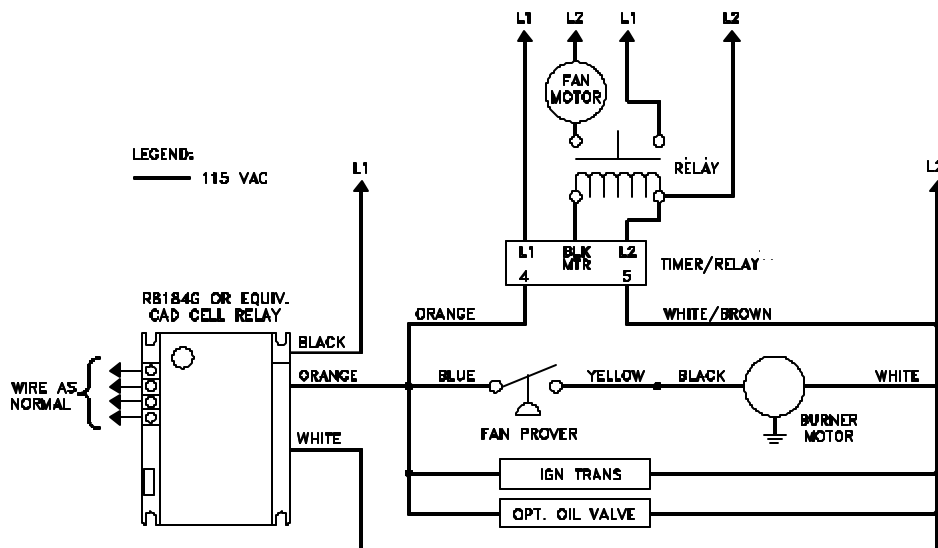 L1 L2 L1 L2
FAN
MOTOR
LEGEND:
115 VAC
L1
RELAY
L2
L1 BLK L2
MTR
4 5
TIMER/RELAY
R8184G OR EQUIV.
CAD CELL RELAY
ORANGE
WHITE/BROWN
BLACK
ORANGE
BLUE
YELLOW
BLACK
WHITE
WIRE AS
NORMAL
FAN PROVER
BURNER
MOTOR
WHITE
IGN TRANS
OPT. OIL VALVE